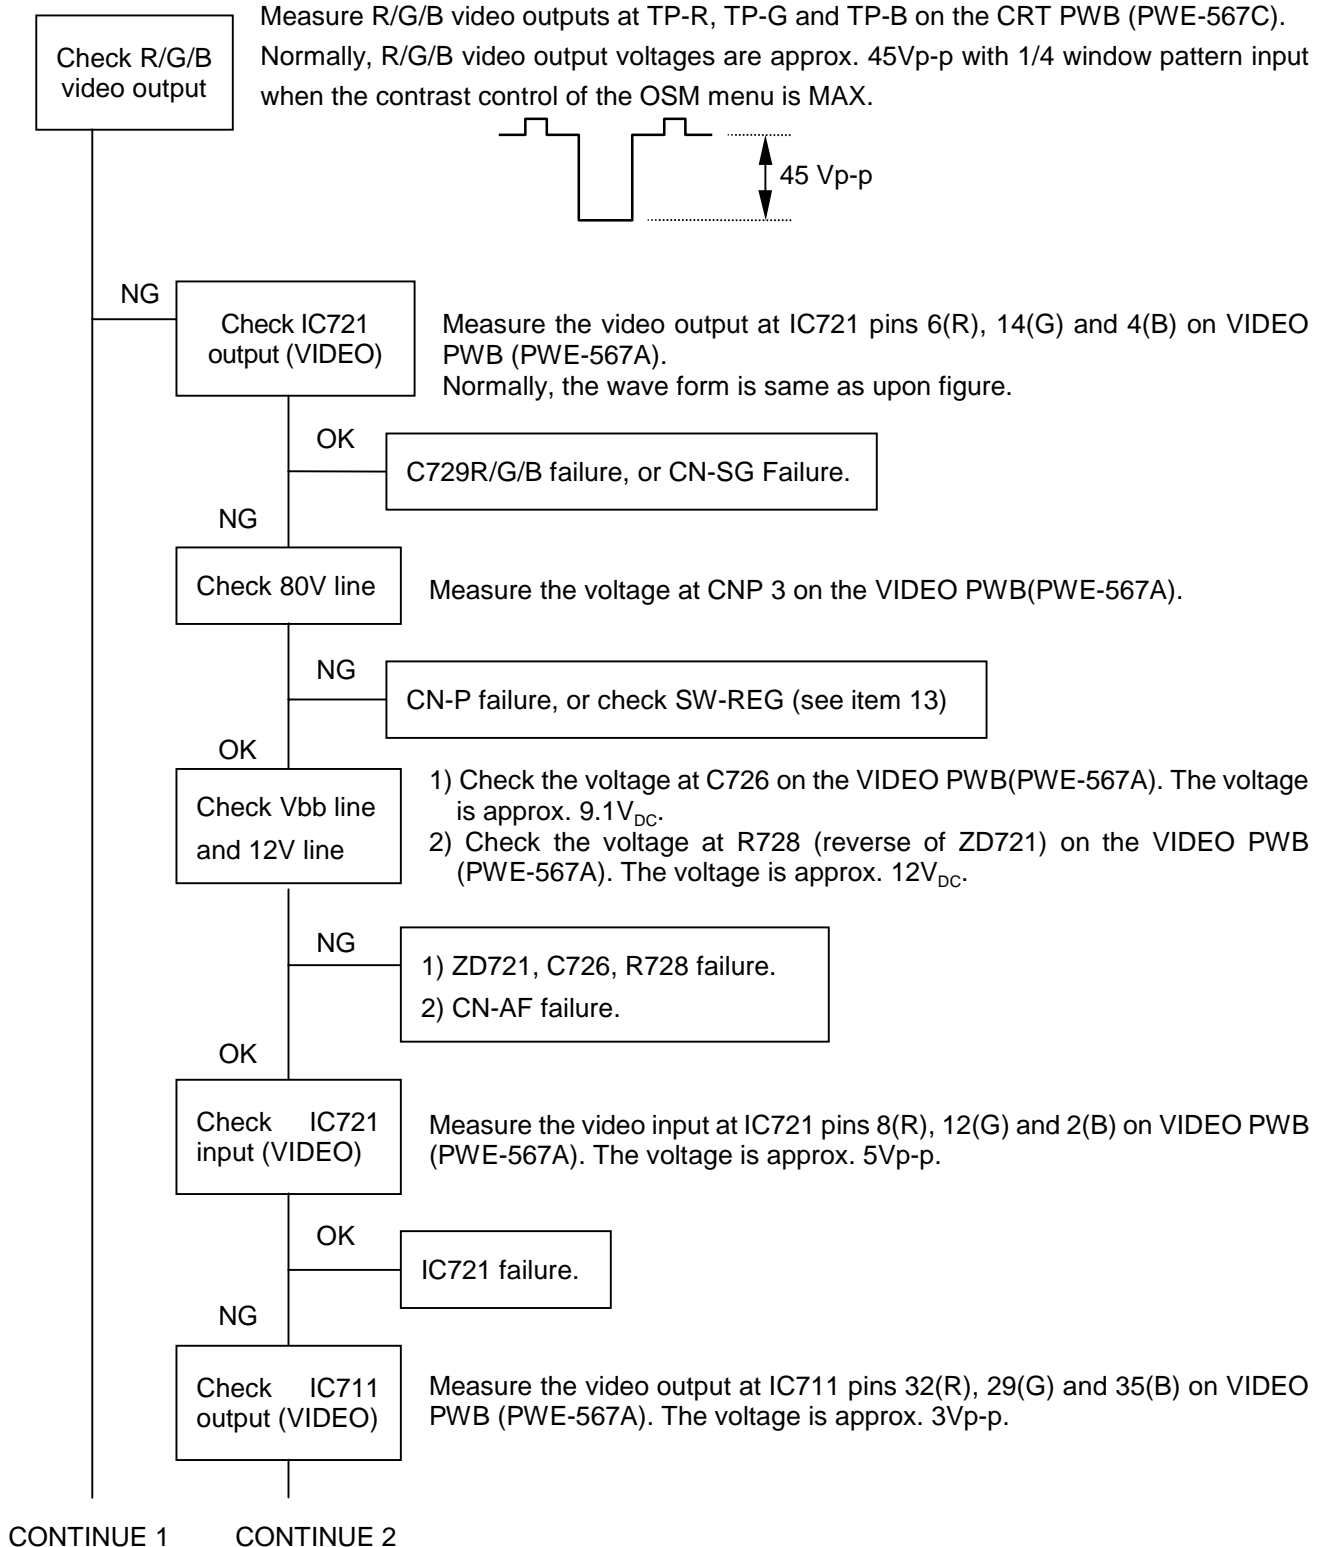 Measure R/G/B video outputs at TP-R, TP-G and TP-B on the CRT PWB (PWE-567C).
Check R/G/B
video output
Normally, R/G/B video output voltages are approx. 45Vp-p with 1/4 window pattern input
when the contrast control of the OSM menu is MAX.
45 Vp-p
NG
Check IC721
output (VIDEO)
Measure the video output at IC721 pins 6(R), 14(G) and 4(B) on VIDEO
PWB (PWE-567A).
Normally, the wave form is same as upon figure.
OK
C729R/G/B failure, or CN-SG Failure.
NG
Check 80V line
Measure the voltage at CNP 3 on the VIDEO PWB(PWE-567A).
NG
CN-P failure, or check SW-REG (see item 13)
OK
Check Vbb line
and 12V line
1) Check the voltage at C726 on the VIDEO PWB(PWE-567A). The voltage
is approx. 9.1VDC.
2) Check the voltage at R728 (reverse of ZD721) on the VIDEO PWB
(PWE-567A). The voltage is approx. 12VDC.
NG
1) ZD721, C726, R728 failure.
2) CN-AF failure.
OK
Check IC721
input (VIDEO)
Measure the video input at IC721 pins 8(R), 12(G) and 2(B) on VIDEO PWB
(PWE-567A). The voltage is approx. 5Vp-p.
OK
IC721 failure.
NG
Check IC711
output (VIDEO)
Measure the video output at IC711 pins 32(R), 29(G) and 35(B) on VIDEO
PWB (PWE-567A). The voltage is approx. 3Vp-p.
CONTINUE 1
CONTINUE 2